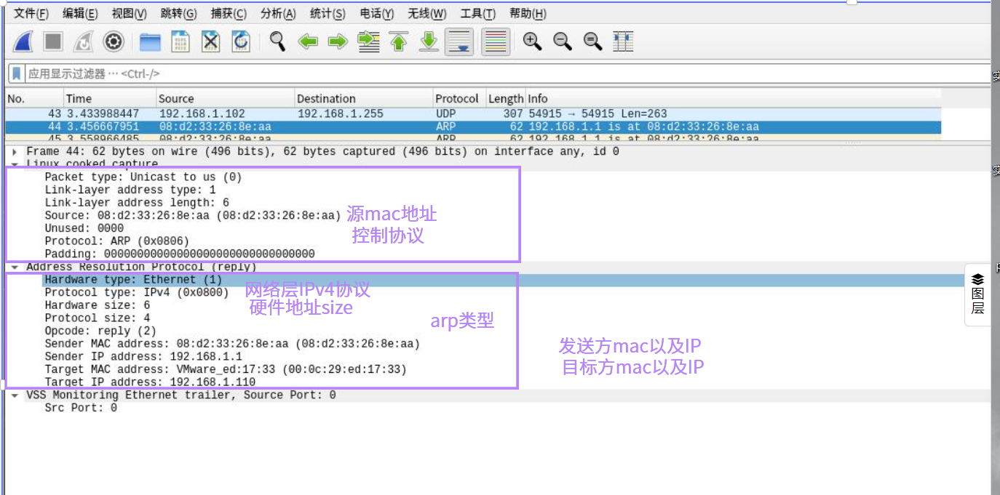 文件(F) 编辑(E) 视图(V) 跳转(G) 捕获(C) 分析(A) 统计(S) 电话(Y) 无线(W) 工具(T) 帮助(H)
应用显示过滤器 … <Ctrl-/>
No. Time Source Destination Protocol Length Info
43 3.433988447 192.168.1.102 192.168.1.255 UDP 307 54915 → 54915 Len=263
44 3.456667951 08:d2:33:26:8e:aa ARP 62 192.168.1.1 is at 08:d2:33:26:8e:aa
45 3.558966485 08:d2:33:26:8e:aa ARP 62 192.168.1.1 is at 08:d2:33:26:8e:aa
Frame 44: 62 bytes on wire (496 bits), 62 bytes captured (496 bits) on interface any, id 0
Linux cooked capture
Packet type: Unicast to us (0)
Link-layer address type: 1
Link-layer address length: 6
Source: 08:d2:33:26:8e:aa (08:d2:33:26:8e:aa) 源mac地址
Unused: 0000
控制协议
Protocol: ARP (0x0806)
Padding: 00000000000000000000000000000000
Address Resolution Protocol (reply)
Hardware type: Ethernet (1)
Protocol type: IPv4 (0x0800) 网络层IPv4协议
Hardware size: 6 硬件地址size
Protocol size: 4 arp类型
Opcode: reply (2)
Sender MAC address: 08:d2:33:26:8e:aa (08:d2:33:26:8e:aa) 发送方mac以及IP
Sender IP address: 192.168.1.1
Target MAC address: VMware_ed:17:33 (00:0c:29:ed:17:33) 目标方mac以及IP
Target IP address: 192.168.1.110
VSS Monitoring Ethernet trailer, Source Port: 0
Src Port: 0
图
层